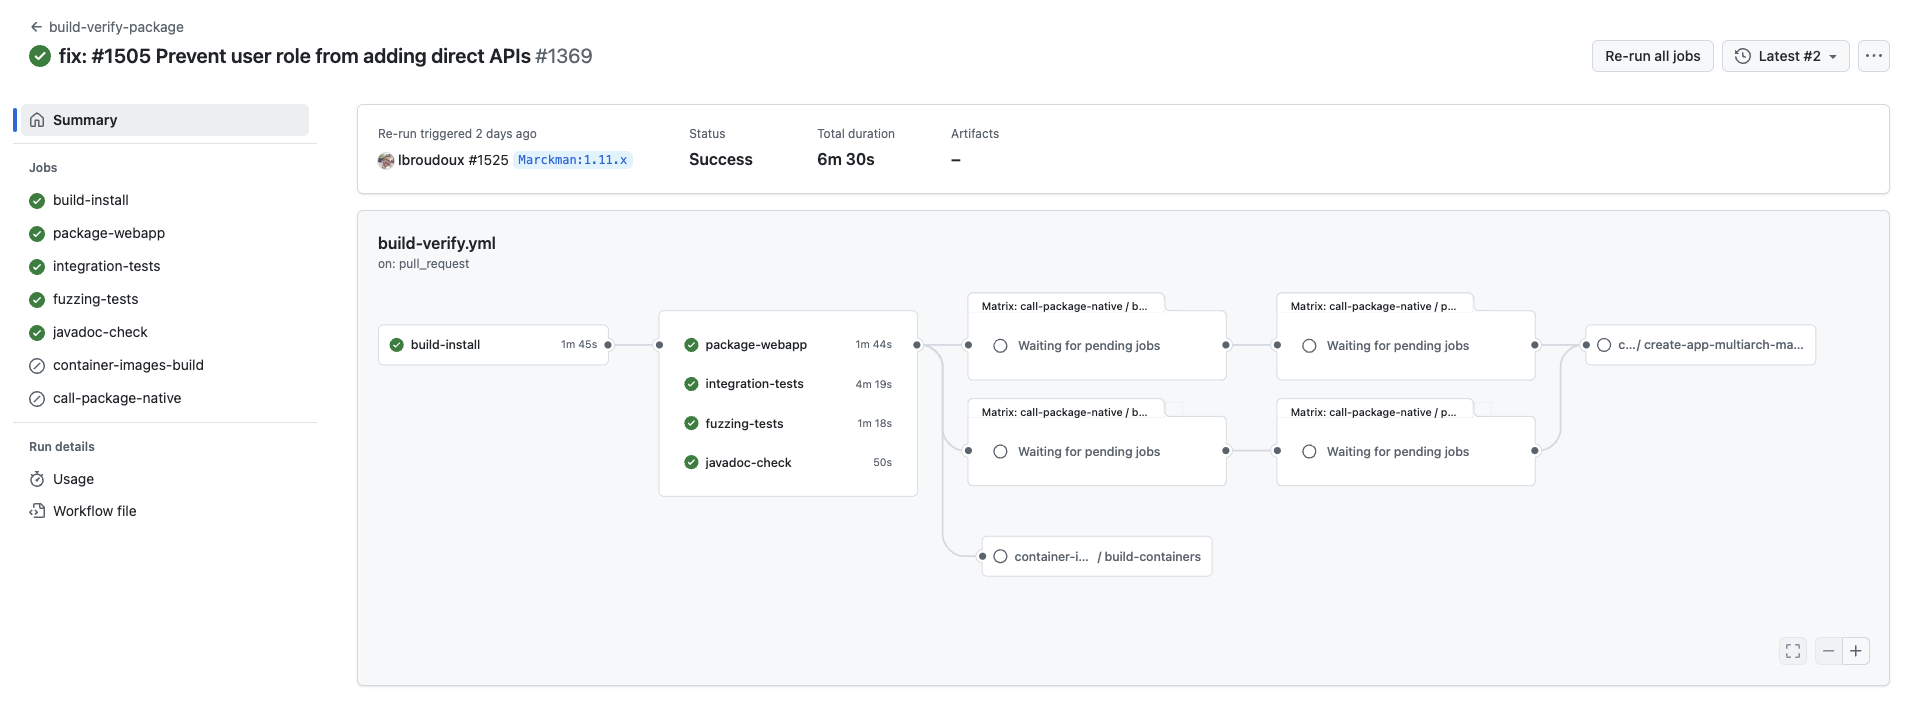 build-verify-package
fix: #1505 Prevent user role from adding direct APIs #1369
Re-run all jobs
Latest #2
Summary
Jobs
build-install
package-webapp
integration-tests
fuzzing-tests
javadoc-check
container-images-build
call-package-native
Run details
Usage
Workflow file
Re-run triggered 2 days ago
lbroudoux #1525 Marckman:1.11.x
Status
Success
Total duration
6m 30s
Artifacts
–
build-verify.yml
on: pull_request
build-install 1m 45s
package-webapp 1m 44s
integration-tests 4m 19s
fuzzing-tests 1m 18s
javadoc-check 50s
Matrix: call-package-native / b...
Waiting for pending jobs
Matrix: call-package-native / p...
Waiting for pending jobs
c.../ create-app-multiarch-ma...
Matrix: call-package-native / b...
Waiting for pending jobs
Matrix: call-package-native / p...
Waiting for pending jobs
container-i... / build-containers